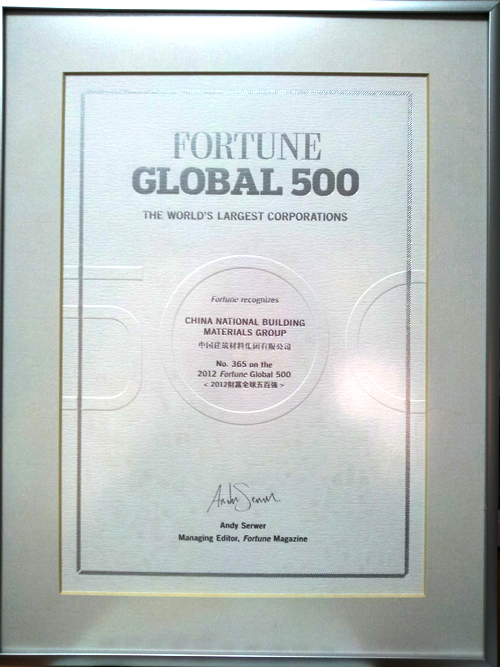 FORTUNE
GLOBAL 500
THE WORLD'S LARGEST CORPORATIONS
Fortune recognizes
CHINA NATIONAL BUILDING
MATERIALS GROUP
中国建筑材料集团有限公司
No. 365 on the
2012 Fortune Global 500
< 2012财富全球五百强 >
Andy Serwer
Andy Serwer
Managing Editor, Fortune Magazine